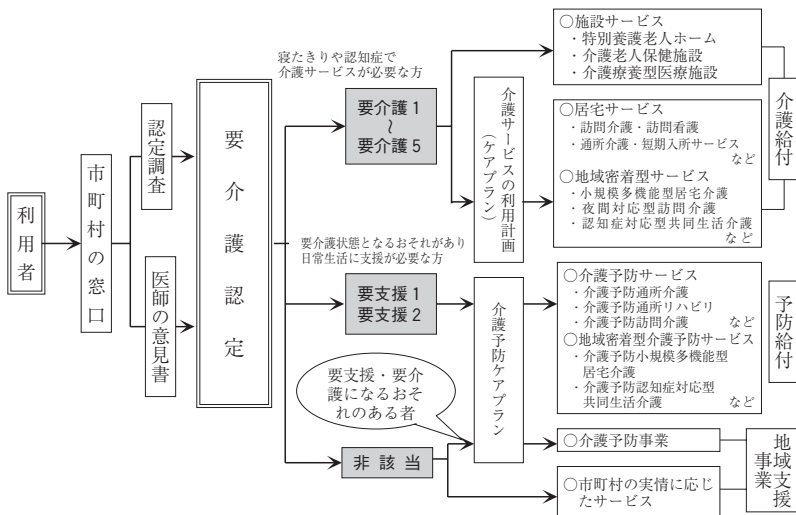 利用者
市町村の窓口
認定調査
医師の意見書
要介護認定
寝たきりや認知症で
介護サービスが必要な方
要介護1
〜
要介護5
介護サービスの利用計画
(ケアプラン)
○施設サービス
・特別養護老人ホーム
・介護老人保健施設
・介護療養型医療施設
○居宅サービス
・訪問介護・訪問看護
・通所介護・短期入所サービス
など
○地域密着型サービス
・小規模多機能型居宅介護
・夜間対応型訪問介護
・認知症対応型共同生活介護
など
介護給付
要介護状態となるおそれがあり
日常生活に支援が必要な方
要支援1
要支援2
介護予防ケアプラン
○介護予防サービス
・介護予防通所介護
・介護予防通所リハビリ
・介護予防訪問介護 など
○地域密着型介護予防サービス
・介護予防小規模多機能型
居宅介護
・介護予防認知症対応型
共同生活介護 など
予防給付
要支援・要介
護になるおそ
れのある者
非該当
○介護予防事業
○市町村の実情に応じ
たサービス
地域支援
事業